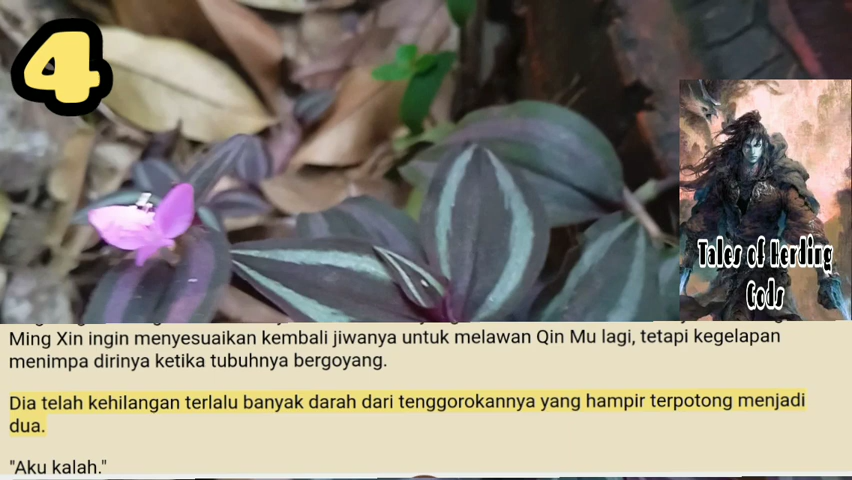 4
Tales of Herding
Gods
Ming Xin ingin menyesuaikan kembali jiwanya untuk melawan Qin Mu lagi, tetapi kegelapan
menimpa dirinya ketika tubuhnya bergoyang.
Dia telah kehilangan terlalu banyak darah dari tenggorokannya yang hampir terpotong menjadi
dua.
"Aku kalah."